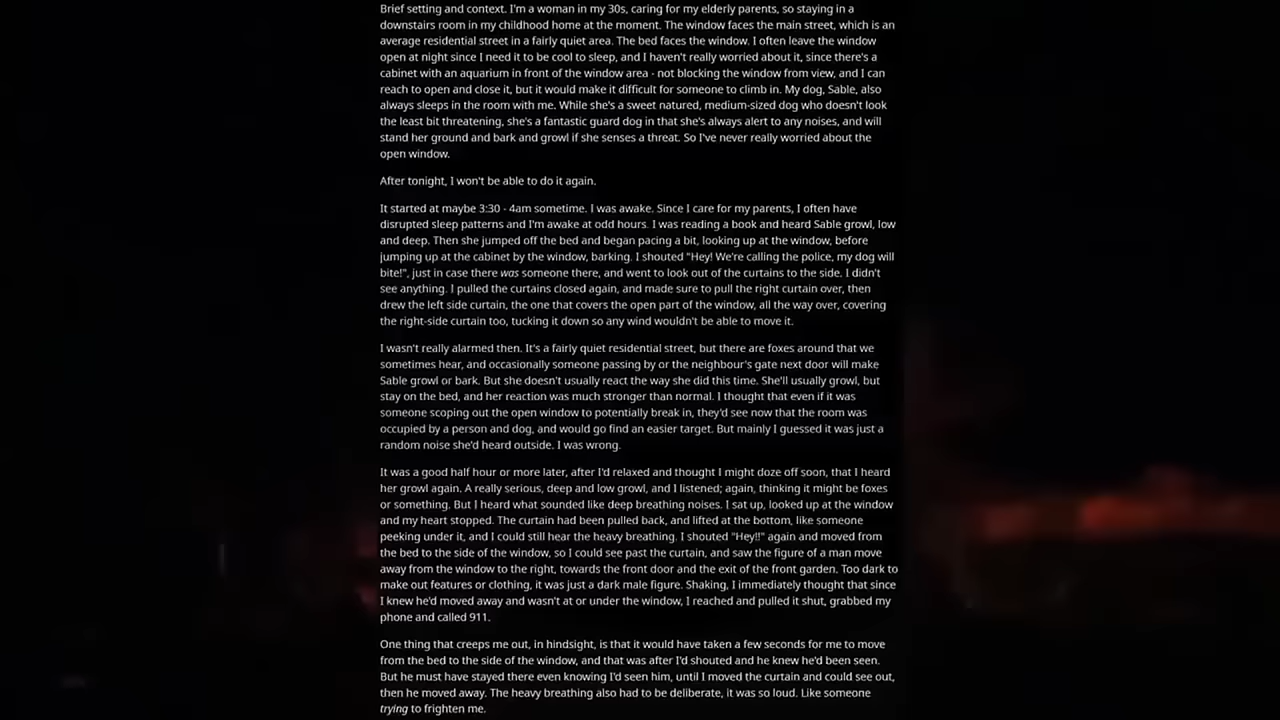 Brief setting and context. I'm a woman in my 30s, caring for my elderly parents, so staying in a
downstairs room in my childhood home at the moment. The window faces the main street, which is an
average residential street in a fairly quiet area. The bed faces the window. I often leave the window
open at night since I need it to be cool to sleep, and I haven't really worried about it, since there's a
cabinet with an aquarium in front of the window area - not blocking the window from view, and I can
reach to open and close it, but it would make it difficult for someone to climb in. My dog, Sable, also
always sleeps in the room with me. While she's a sweet natured, medium-sized dog who doesn't look
the least bit threatening, she's a fantastic guard dog in that she's always alert to any noises, and will
stand her ground and bark and growl if she senses a threat. So I've never really worried about the
open window.
After tonight, I won't be able to do it again.
It started at maybe 3:30 - 4am sometime. I was awake. Since I care for my parents, I often have
disrupted sleep patterns and I'm awake at odd hours. I was reading a book and heard Sable growl, low
and deep. Then she jumped off the bed and began pacing a bit, looking up at the window, before
jumping up at the cabinet by the window, barking. I shouted "Hey! We're calling the police, my dog will
bite!", just in case there was someone there, and went to look out of the curtains to the side. I didn't
see anything. I pulled the curtains closed again, and made sure to pull the right curtain over, then
drew the left side curtain, the one that covers the open part of the window, all the way over, covering
the right-side curtain too, tucking it down so any wind wouldn't be able to move it.
I wasn't really alarmed then. It's a fairly quiet residential street, but there are foxes around that we
sometimes hear, and occasionally someone passing by or the neighbour's gate next door will make
Sable growl or bark. But she doesn't usually react the way she did this time. She'll usually growl, but
stay on the bed, and her reaction was much stronger than normal. I thought that even if it was
someone scoping out the open window to potentially break in, they'd see now that the room was
occupied by a person and dog, and would go find an easier target. But mainly I guessed it was just a
random noise she'd heard outside. I was wrong.
It was a good half hour or more later, after I'd relaxed and thought I might doze off soon, that I heard
her growl again. A really serious, deep and low growl, and I listened; again, thinking it might be foxes
or something. But I heard what sounded like deep breathing noises. I sat up, looked up at the window
and my heart stopped. The curtain had been pulled back, and lifted at the bottom, like someone
peeking under it, and I could still hear the heavy breathing. I shouted "Hey!!" again and moved from
the bed to the side of the window, so I could see past the curtain, and saw the figure of a man move
away from the window to the right, towards the front door and the exit of the front garden. Too dark to
make out features or clothing, it was just a dark male figure. Shaking, I immediately thought that since
I knew he'd moved away and wasn't at or under the window, I reached and pulled it shut, grabbed my
phone and called 911.
One thing that creeps me out, in hindsight, is that it would have taken a few seconds for me to move
from the bed to the side of the window, and that was after I'd shouted and he knew he'd been seen.
But he must have stayed there even knowing I'd seen him, until I moved the curtain and could see out,
then he moved away. The heavy breathing also had to be deliberate, it was so loud. Like someone
trying to frighten me.